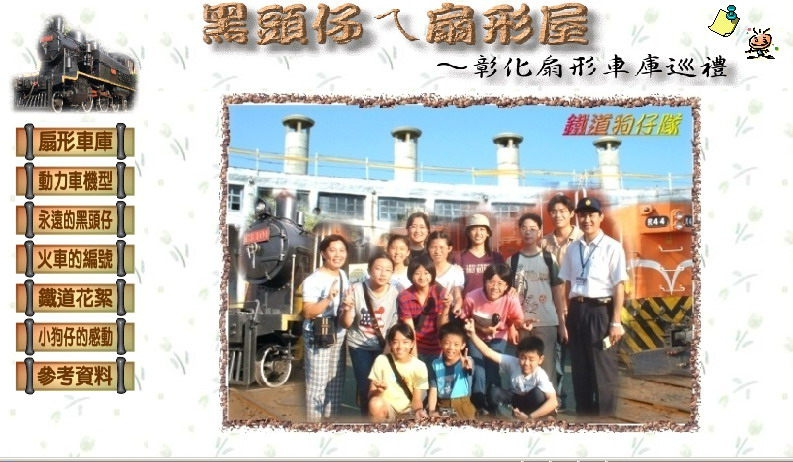 黑頭仔ㄟ扇形屋
～彰化扇形車庫巡禮
鐵道狗仔隊
扇形車庫
動力車機型
永遠的黑頭仔
火車的編號
鐵道花絮
小狗仔的感動
參考資料